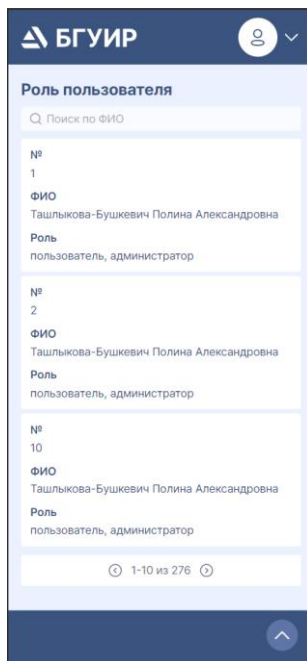 БГУИР
Роль пользователя
Поиск по ФИО
№
1
ФИО
Ташлыкова-Бушкевич Полина Александровна
Роль
пользователь, администратор
№
2
ФИО
Ташлыкова-Бушкевич Полина Александровна
Роль
пользователь, администратор
№
10
ФИО
Ташлыкова-Бушкевич Полина Александровна
Роль
пользователь, администратор
1-10 из 276